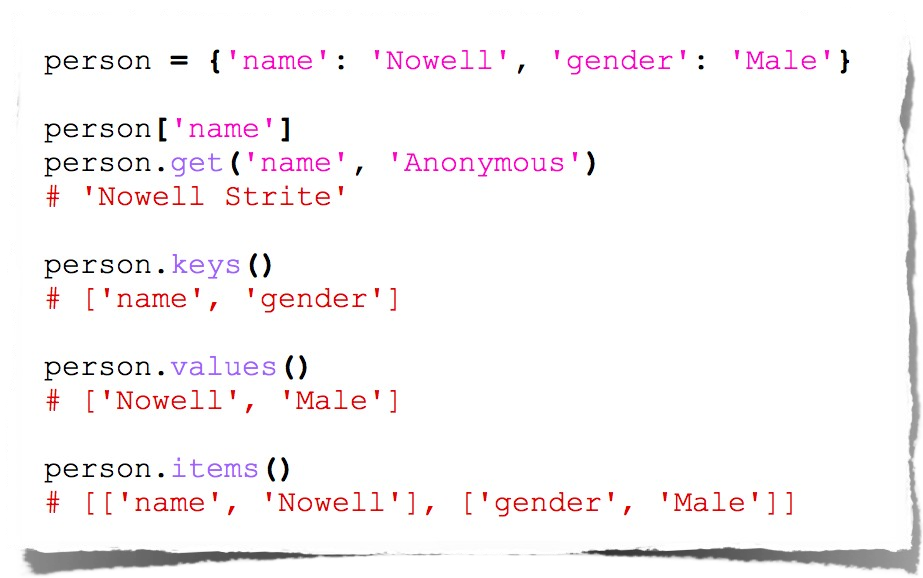 person = {'name': 'Nowell', 'gender': 'Male'}
person['name']
person.get('name', 'Anonymous')
# 'Nowell Strite'
person.keys()
# ['name', 'gender']
person.values()
# ['Nowell', 'Male']
person.items()
# [['name', 'Nowell'], ['gender', 'Male']]